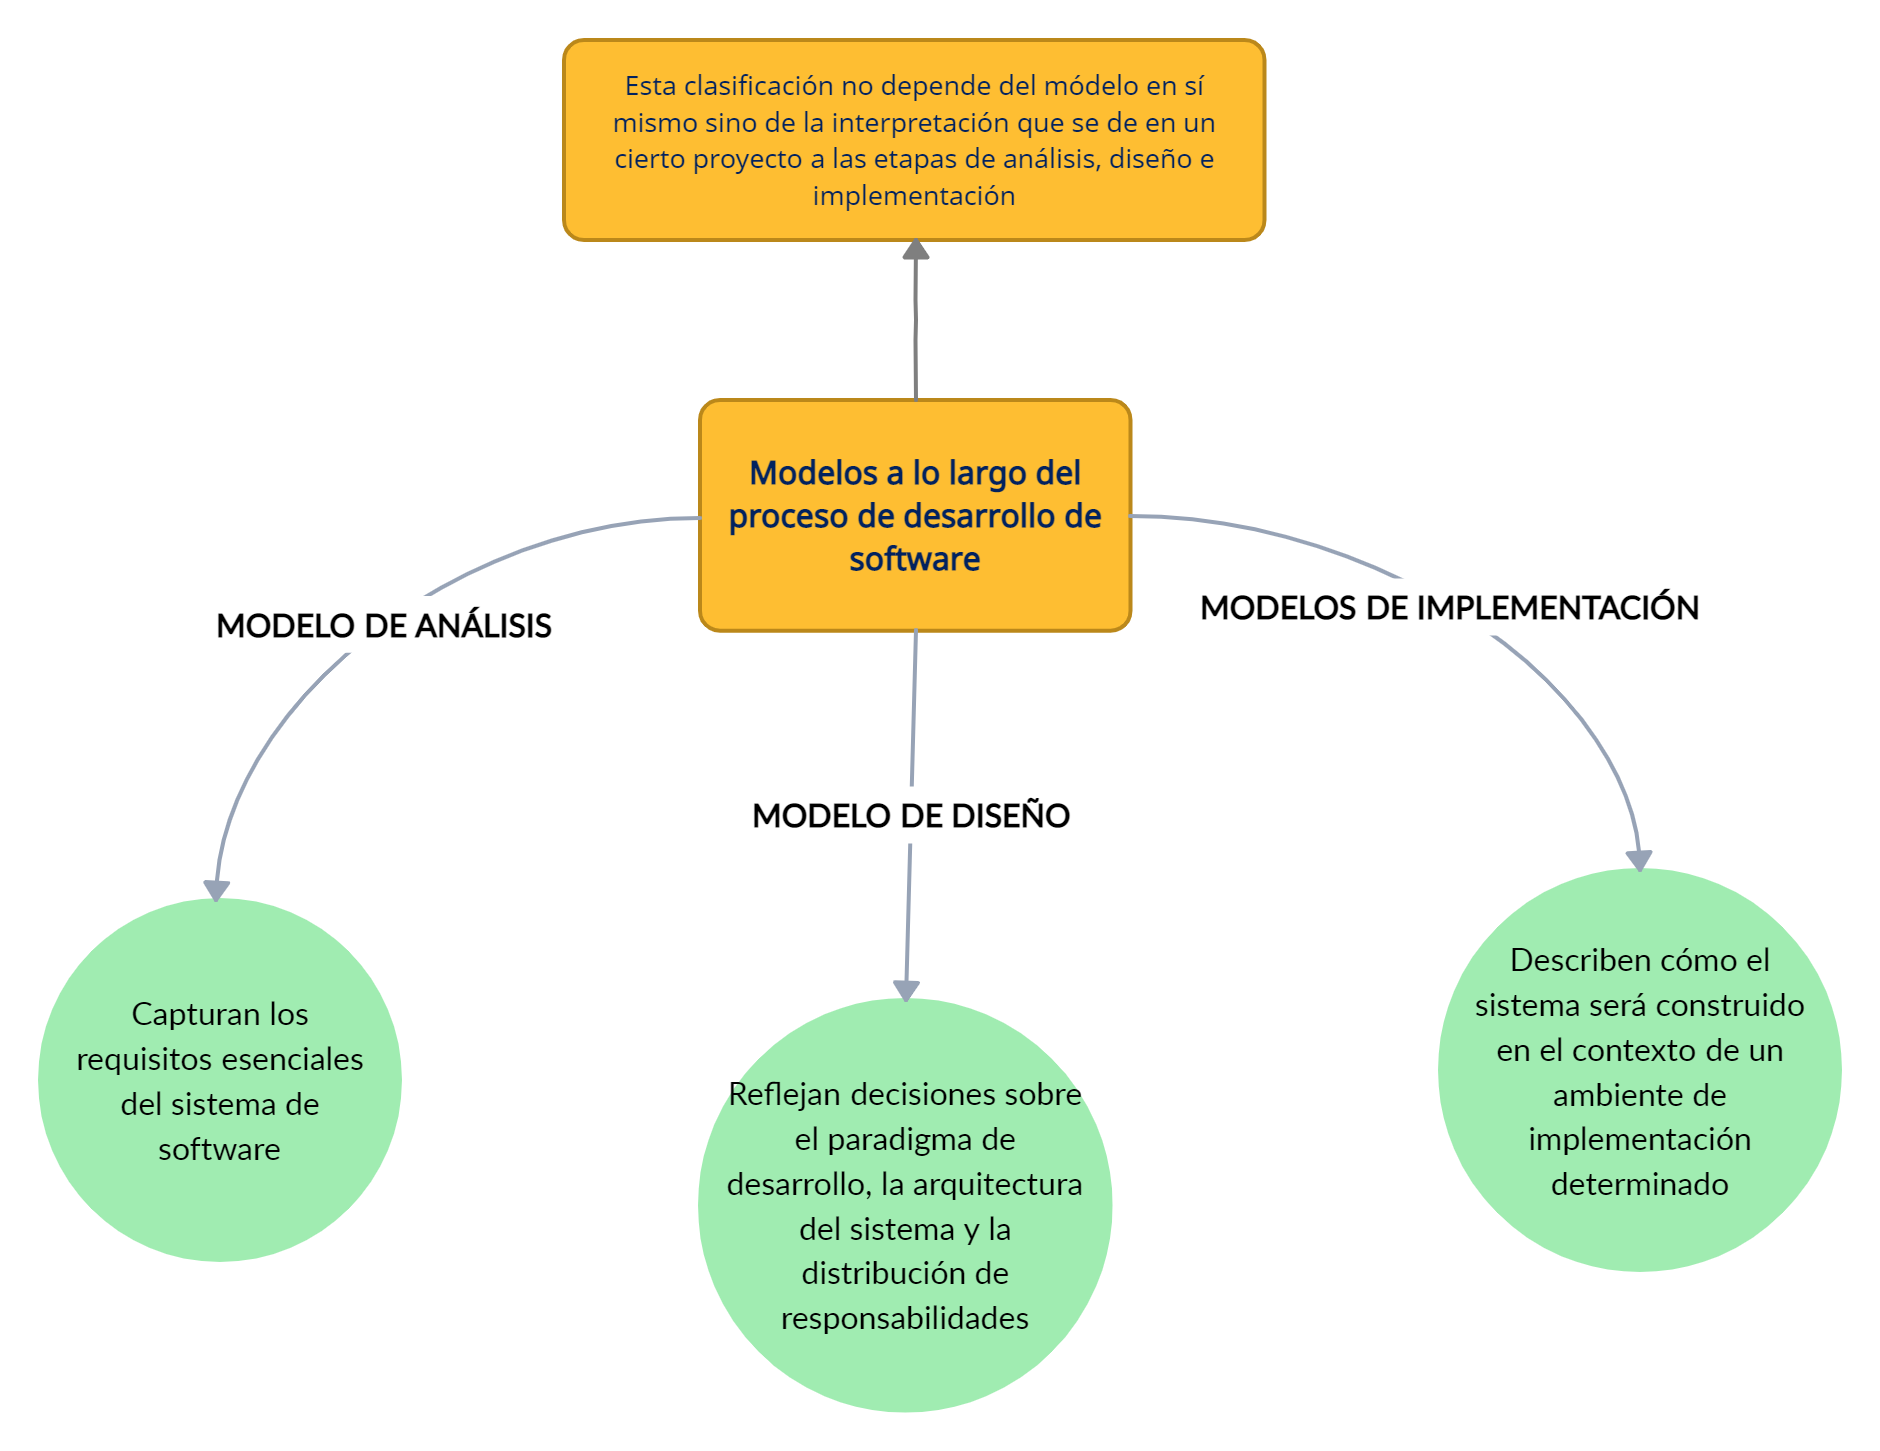 Esta clasificación no depende del módelo en sí
mismo sino de la interpretación que se de en un
cierto proyecto a las etapas de análisis, diseño e
implementación
Modelos a lo largo del
proceso de desarrollo de
software
MODELO DE ANÁLISIS
MODELOS DE IMPLEMENTACIÓN
MODELO DE DISEÑO
Capturan los
requisitos esenciales
del sistema de
software
Reflejan decisiones sobre
el paradigma de
desarrollo, la arquitectura
del sistema y la
distribución de
responsabilidades
Describen cómo el
sistema será construido
en el contexto de un
ambiente de
implementación
determinado